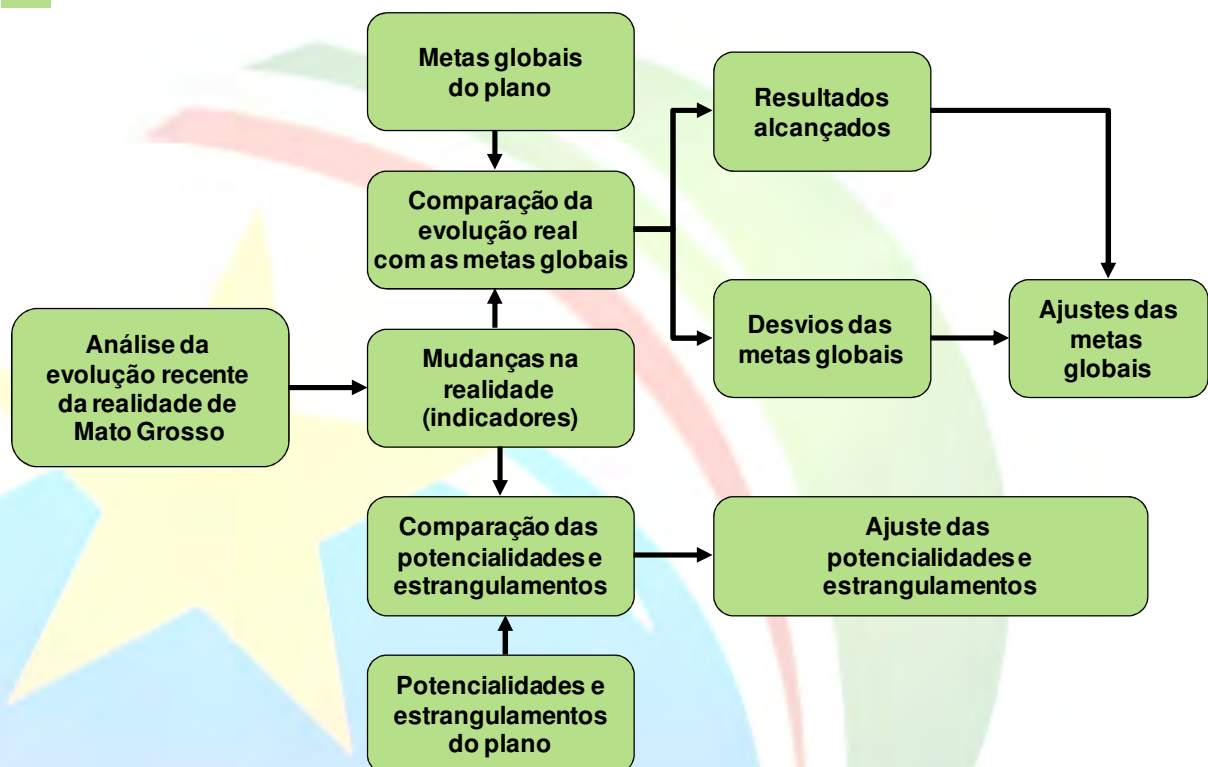 Metas globais
do plano
Resultados
alcançados
Comparação da
evolução real
com as metas globais
Análise da
evolução recente
da realidade de
Mato Grosso
Mudanças na
realidade
(indicadores)
Desvios das
metas globais
Ajustes das
metas
globais
Comparação das
potencialidades e
estrangulamentos
Ajuste das
potencialidades e
estrangulamentos
Potencialidades e
estrangulamentos
do plano